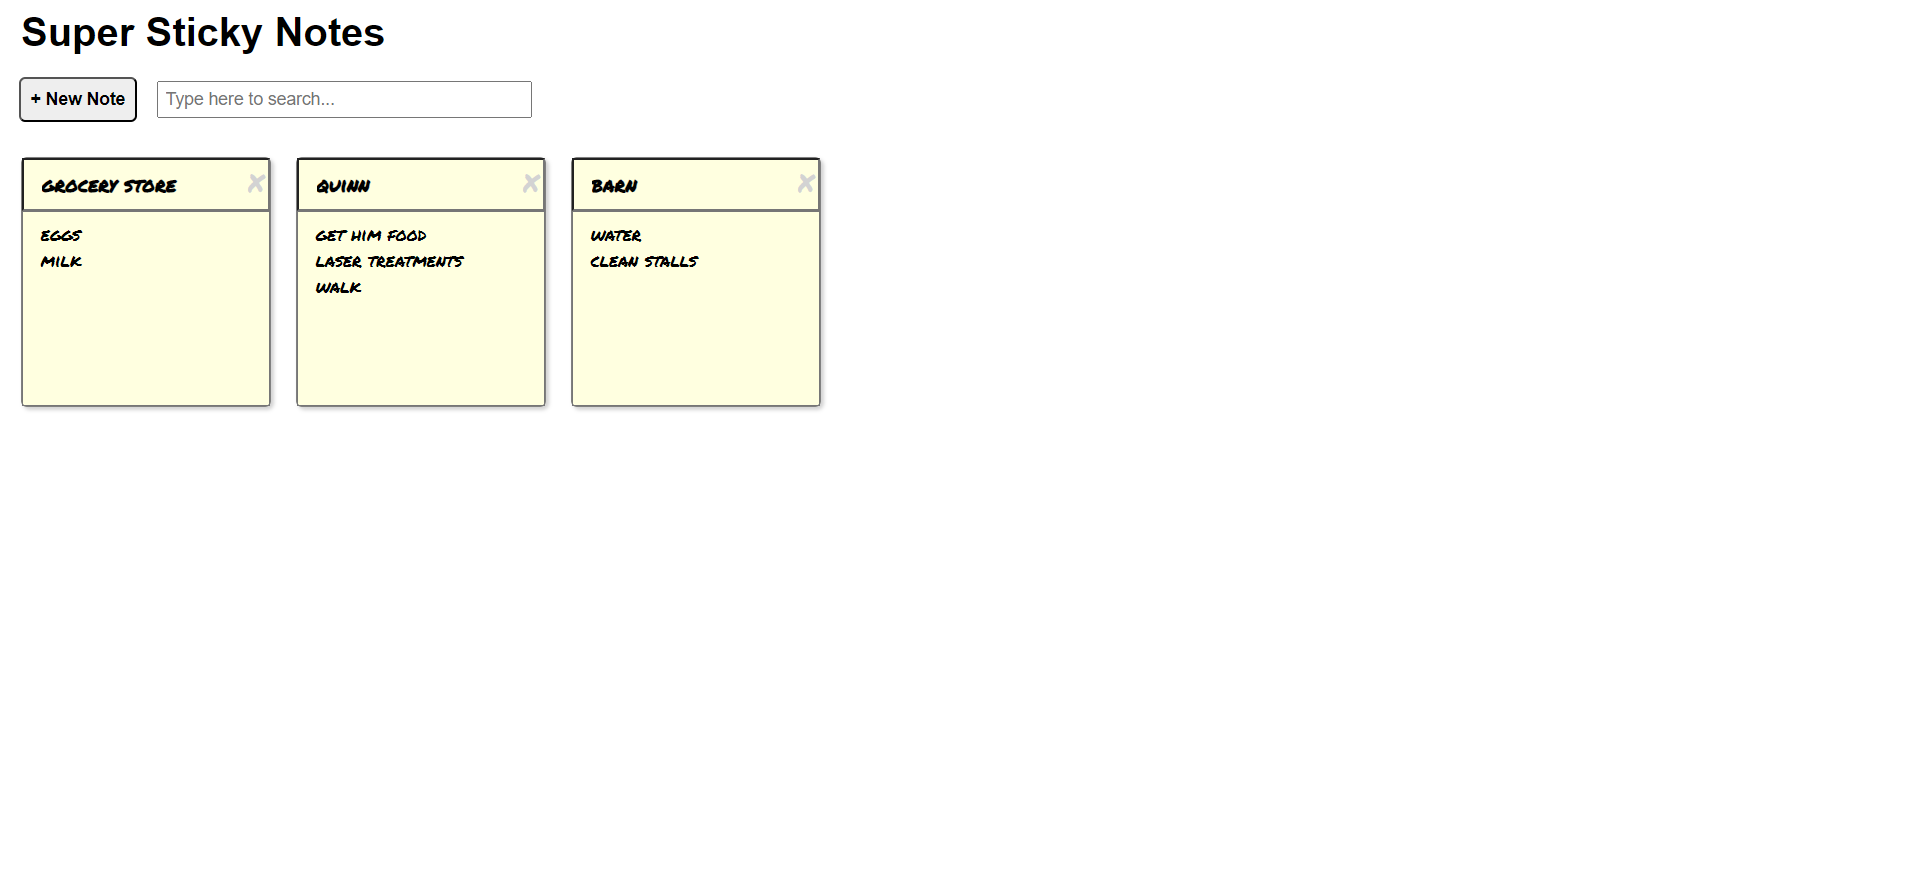 Super Sticky Notes
+ New Note
Type here to search...
GROCERY STORE ✘
EGGS
MILK
QUINN ✘
GET HIM FOOD
LASER TREATMENTS
WALK
BARN ✘
WATER
CLEAN STALLS